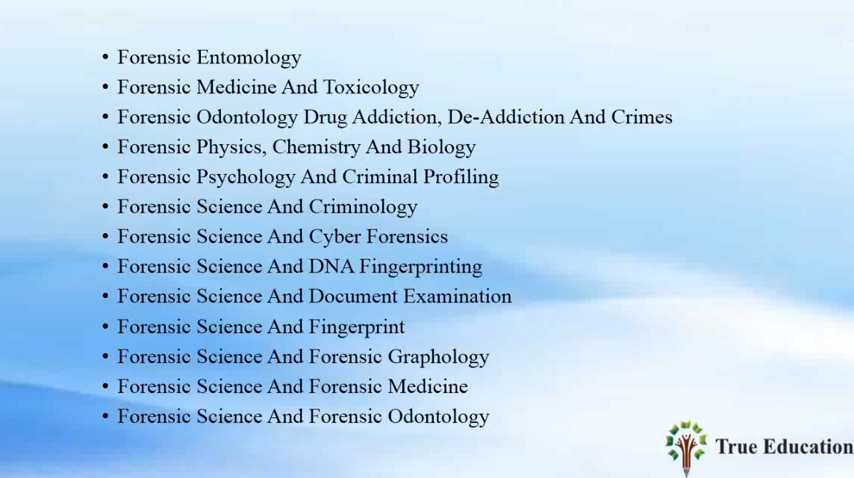 • Forensic Entomology
• Forensic Medicine And Toxicology
• Forensic Odontology Drug Addiction, De-Addiction And Crimes
• Forensic Physics, Chemistry And Biology
• Forensic Psychology And Criminal Profiling
• Forensic Science And Criminology
• Forensic Science And Cyber Forensics
• Forensic Science And DNA Fingerprinting
• Forensic Science And Document Examination
• Forensic Science And Fingerprint
• Forensic Science And Forensic Graphology
• Forensic Science And Forensic Medicine
• Forensic Science And Forensic Odontology
True Education